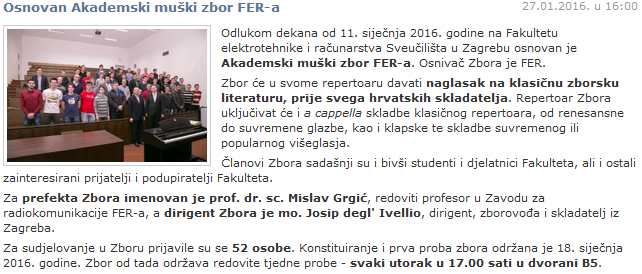 Osnovan Akademski muški zbor FER-a
27.01.2016. u 16:00
Odlukom dekana od 11. siječnja 2016. godine na Fakultetu
elektrotehnike i računarstva Sveučilišta u Zagrebu osnovan je
Akademski muški zbor FER-a. Osnivač Zbora je FER.
Zbor će u svome repertoaru davati naglasak na klasičnu zborsku
literaturu, prije svega hrvatskih skladatelja. Repertoar Zbora
uključivat će i a cappella skladbe klasičnog repertoara, od renesansne
do suvremene glazbe, kao i klapske te skladbe suvremenog ili
popularnog višeglasja.
Članovi Zbora sadašnji su i bivši studenti i djelatnici Fakulteta, ali i ostali
zainteresirani prijatelji i podupiratelji Fakulteta.
Za prefekta Zbora imenovan je prof. dr. sc. Mislav Grgić, redoviti profesor u Zavodu za
radiokomunikacije FER-a, a dirigent Zbora je mo. Josip degl' Ivellio, dirigent, zborovođa i skladatelj iz
Zagreba.
Za sudjelovanje u Zboru prijavile su se 52 osobe. Konstituiranje i prva proba zbora održana je 18. siječnja
2016. godine. Zbor od tada održava redovite tjedne probe - svaki utorak u 17.00 sati u dvorani B5.